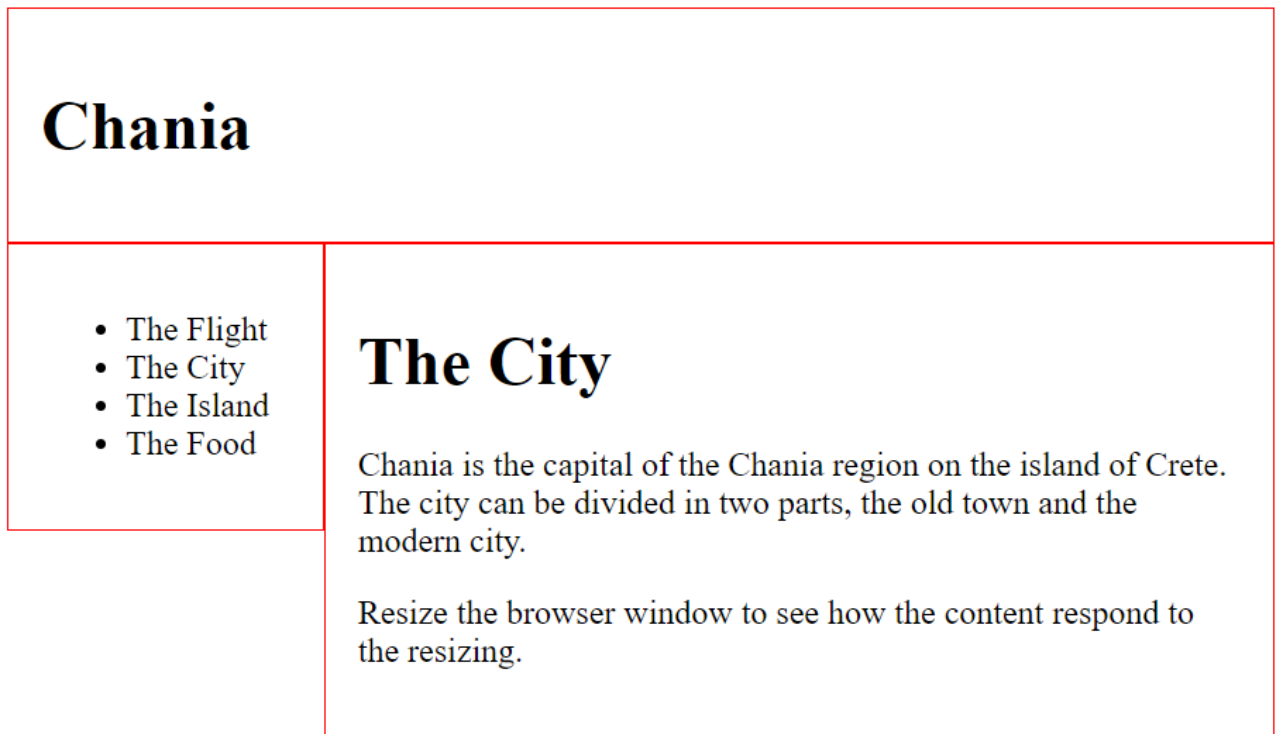 Chania
The Flight
The City
The Island
The Food
The City
Chania is the capital of the Chania region on the island of Crete.
The city can be divided in two parts, the old town and the
modern city.
Resize the browser window to see how the content respond to
the resizing.